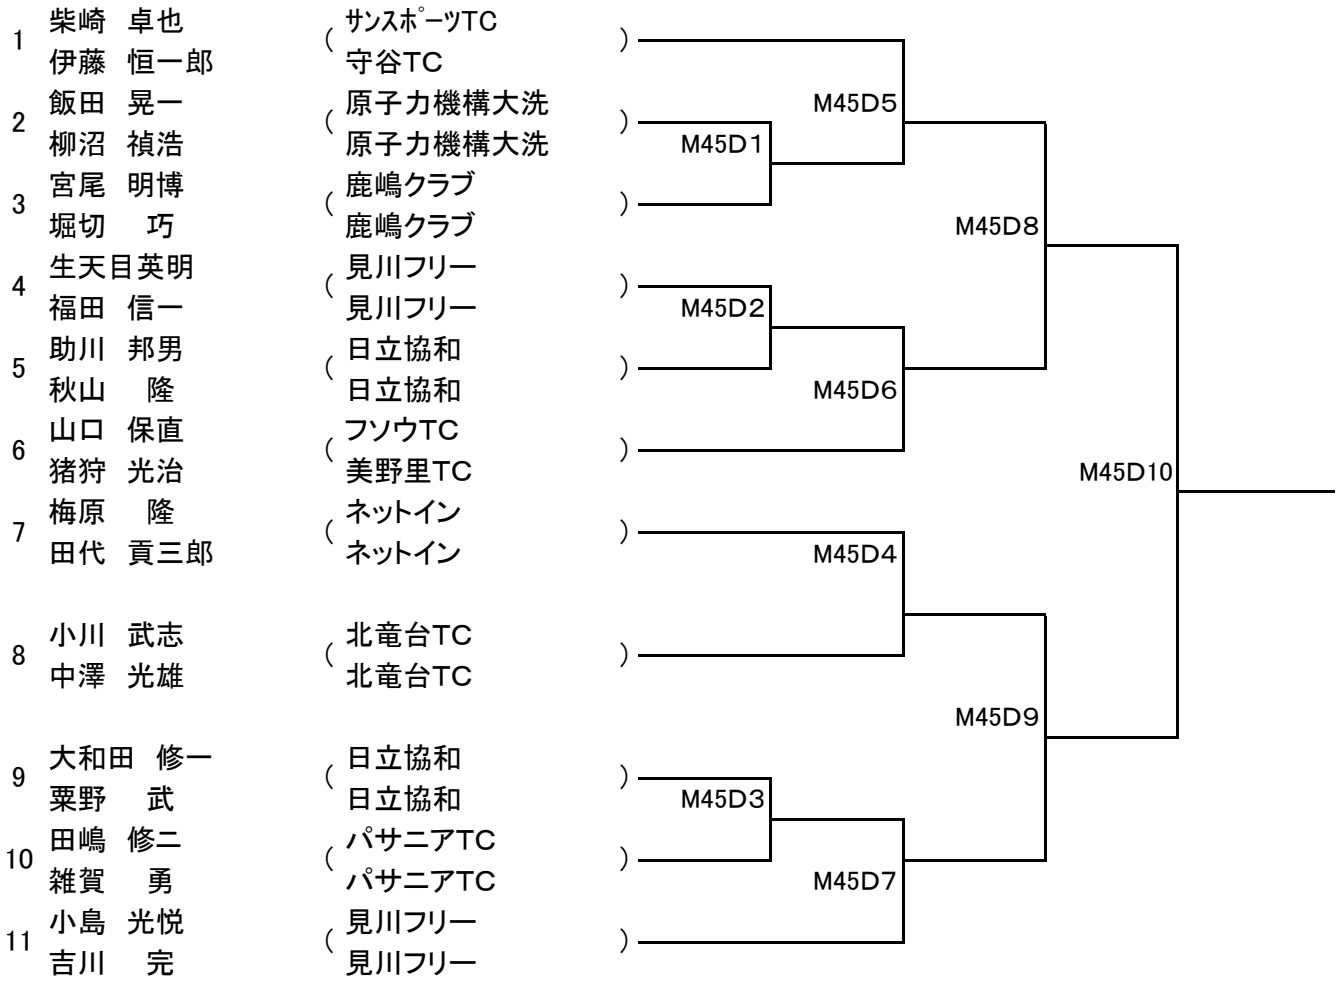 柴崎 卓也 サンスポーツTC
1 ( ) 
伊藤 恒一郎 守谷TC
飯田 晃一 原子力機構大洗 M45D5
2 ( )
柳沼 禎浩 原子力機構大洗 M45D1
宮尾 明博 鹿嶋クラブ
3 ( )
堀切 巧 鹿嶋クラブ M45D8
生天目英明 見川フリー
4 ( )
福田 信一 見川フリー M45D2
助川 邦男 日立協和
5 ( )
秋山 隆 日立協和 M45D6
山口 保直 フソウTC
6 ( )
猪狩 光治 美野里TC M45D10
梅原 隆 ネットイン
7 ( )
田代 貢三郎 ネットイン M45D4
小川 武志 北竜台TC
8 ( )
中澤 光雄 北竜台TC
M45D9
大和田 修一 日立協和
9 ( )
粟野 武 日立協和 M45D3
田嶋 修二 パサニアTC
10 ( )
雑賀 勇 パサニアTC M45D7
小島 光悦 見川フリー
11 ( )
吉川 完 見川フリー